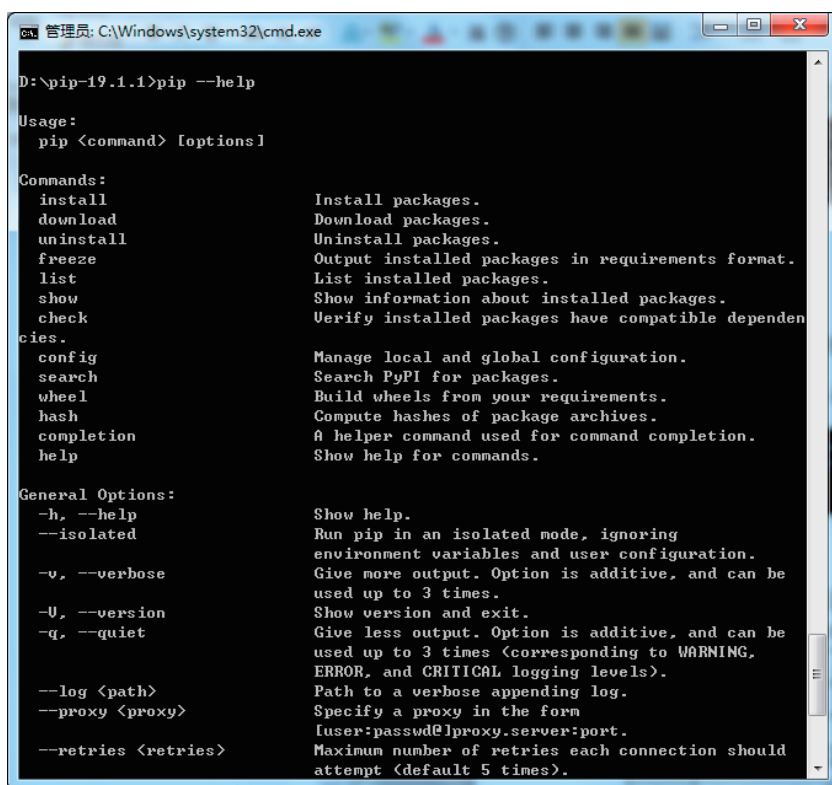 管理员: C:\Windows\system32\cmd.exe
D:\pip-19.1.1>pip --help
Usage:
pip <command> [options]
Commands:
install Install packages.
download Download packages.
uninstall Uninstall packages.
freeze Output installed packages in requirements format.
list List installed packages.
show Show information about installed packages.
check Verify installed packages have compatible dependen
cies.
config Manage local and global configuration.
search Search PyPI for packages.
wheel Build wheels from your requirements.
hash Compute hashes of package archives.
completion A helper command used for command completion.
help Show help for commands.
General Options:
-h, --help Show help.
--isolated Run pip in an isolated mode, ignoring
environment variables and user configuration.
-v, --verbose Give more output. Option is additive, and can be
used up to 3 times.
-V, --version Show version and exit.
-q, --quiet Give less output. Option is additive, and can be
used up to 3 times (corresponding to WARNING,
ERROR, and CRITICAL logging levels).
--log <path> Path to a verbose appending log.
--proxy <proxy> Specify a proxy in the form
[user:passwd@]proxy.server:port.
--retries <retries> Maximum number of retries each connection should
attempt (default 5 times).